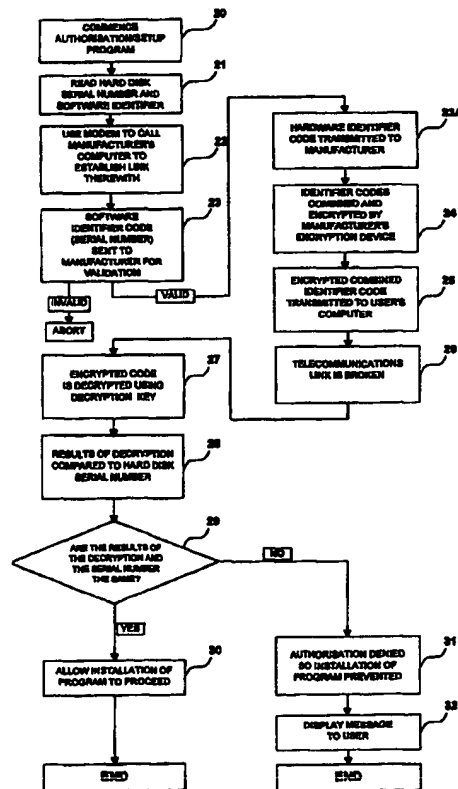 20
COMMENCE
AUTHORISATION/SETUP
PROGRAM
21
READ HARD DISK
SERIAL NUMBER AND
SOFTWARE IDENTIFIER
22
USE MODEM TO CALL
MANUFACTURER'S
COMPUTER TO
ESTABLISH LINK
THEREWITH
23
SOFTWARE
IDENTIFIER CODE
(SERIAL NUMBER)
SENT TO
MANUFACTURER FOR
VALIDATION
INVALID
VALID
ABORT
23A
HARDWARE IDENTIFIER
CODE TRANSMITTED TO
MANUFACTURER
24
IDENTIFIER CODES
COMBINED AND
ENCRYPTED BY
MANUFACTURER'S
ENCRYPTION DEVICE
25
ENCRYPTED COMBINED
IDENTIFIER CODE
TRANSMITTED TO USER'S
COMPUTER
26
TELECOMMUNICATIONS
LINK IS BROKEN
27
ENCRYPTED CODE
IS DECRYPTED USING
DECRYPTION KEY
28
RESULTS OF DECRYPTION
COMPARED TO HARD DISK
SERIAL NUMBER
29
ARE THE RESULTS OF
THE DECRYPTION AND
THE SERIAL NUMBER
THE SAME?
NO
YES
30
ALLOW INSTALLATION OF
PROGRAM TO PROCEED
31
AUTHORISATION DENIED
SO INSTALLATION OF
PROGRAM PREVENTED
32
DISPLAY MESSAGE
TO USER
END
END